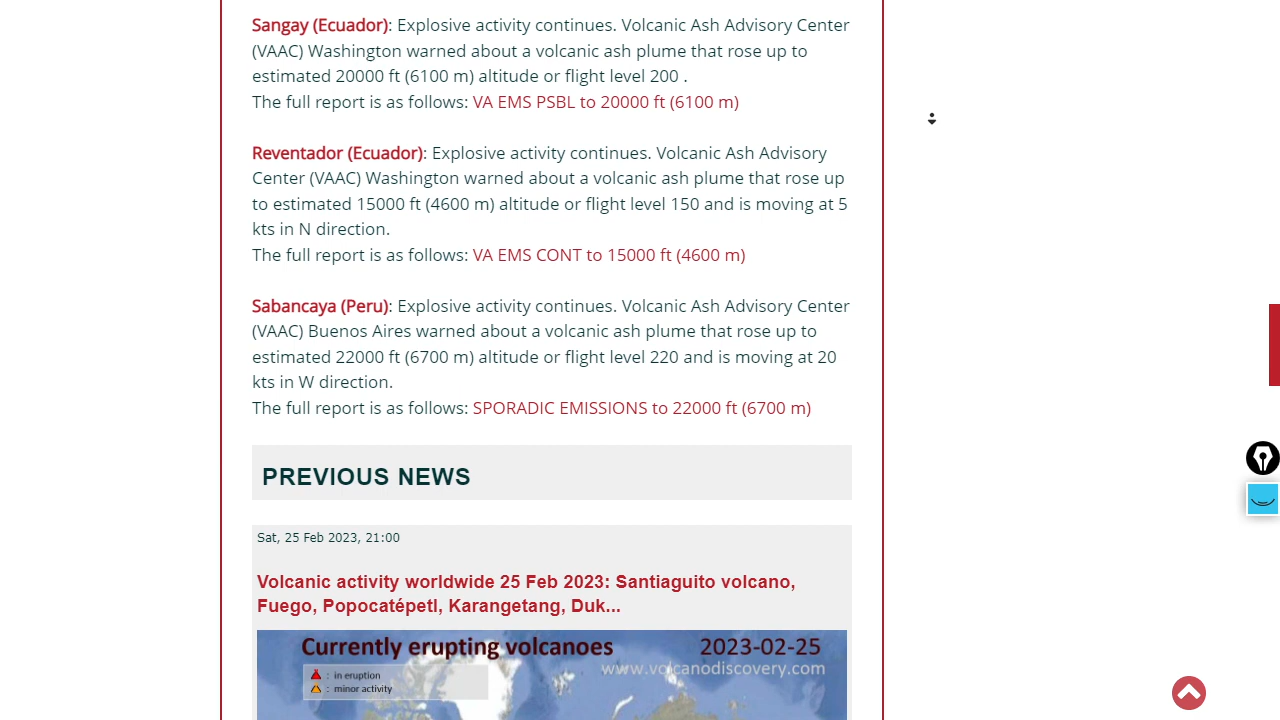 Sangay (Ecuador): Explosive activity continues. Volcanic Ash Advisory Center
(VAAC) Washington warned about a volcanic ash plume that rose up to
estimated 20000 ft (6100 m) altitude or flight level 200 .
The full report is as follows: VA EMS PSBL to 20000 ft (6100 m)
Reventador (Ecuador): Explosive activity continues. Volcanic Ash Advisory
Center (VAAC) Washington warned about a volcanic ash plume that rose up
to estimated 15000 ft (4600 m) altitude or flight level 150 and is moving at 5
kts in N direction.
The full report is as follows: VA EMS CONT to 15000 ft (4600 m)
Sabancaya (Peru): Explosive activity continues. Volcanic Ash Advisory Center
(VAAC) Buenos Aires warned about a volcanic ash plume that rose up to
estimated 22000 ft (6700 m) altitude or flight level 220 and is moving at 20
kts in W direction.
The full report is as follows: SPORADIC EMISSIONS to 22000 ft (6700 m)
PREVIOUS NEWS
Sat, 25 Feb 2023, 21:00
Volcanic activity worldwide 25 Feb 2023: Santiaguito volcano,
Fuego, Popocatépetl, Karangetang, Duk...
Currently erupting volcanoes 2023-02-25
www.volcanodiscovery.com
: in eruption
: minor activity